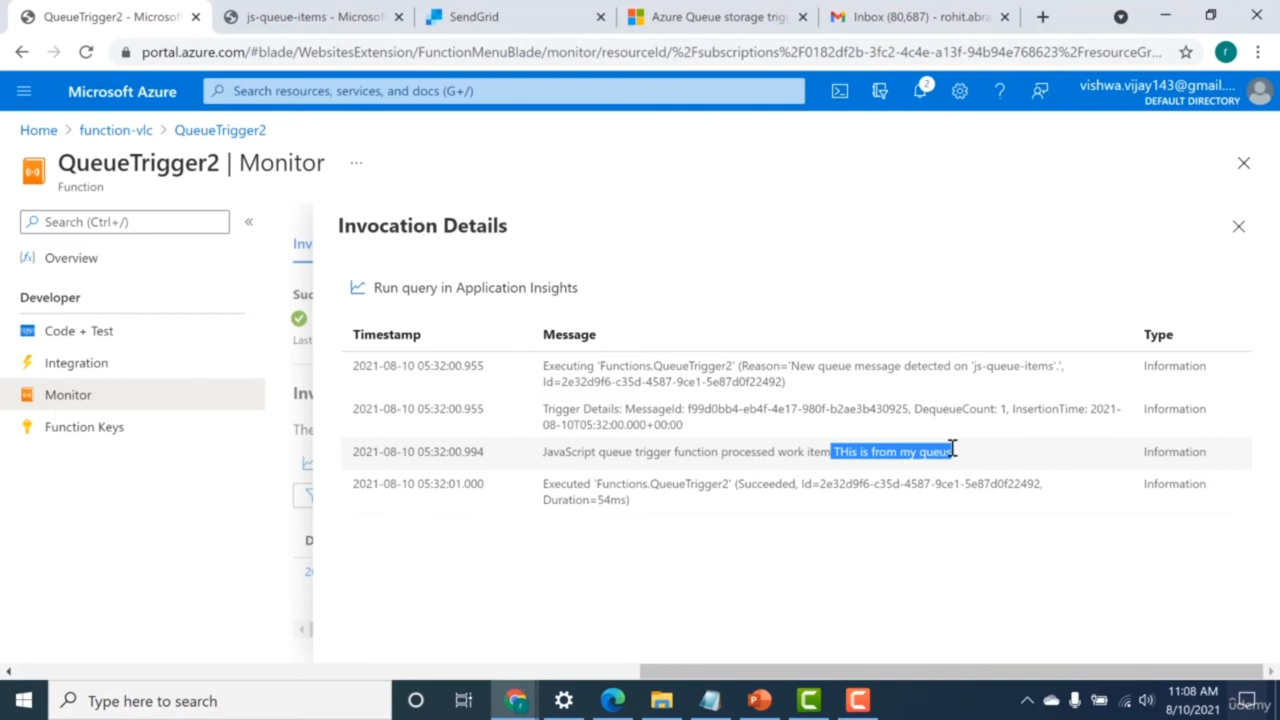 QueueTrigger2 - Microsof
js-queue-items - Microsof
SendGrid
Azure Queue storage trig
Inbox (80,687) - rohit.abra
portal.azure.com/#blade/WebsitesExtension/FunctionMenuBlade/monitor/resourceId/%2Fsubscriptions%2F0182df2b-3fc2-4c4e-a13f-94b94e768623%2FresourceGr...
r
Microsoft Azure
Search resources, services, and docs (G+/)
2
vishwa.vijay143@gmail....
DEFAULT DIRECTORY
Home > function-vlc > QueueTrigger2
QueueTrigger2 | Monitor ...
Function
Search (Ctrl+/)
«
Overview
Developer
Code + Test
Integration
Monitor
Function Keys
Inv
Suc
Last
Inv
The
D
20
Invocation Details
Run query in Application Insights
Timestamp Message Type
2021-08-10 05:32:00.955 Executing 'Functions.QueueTrigger2' (Reason='New queue message detected on 'js-queue-items'.', Information
Id=2e32d9f6-c35d-4587-9ce1-5e87d0f22492)
2021-08-10 05:32:00.955 Trigger Details: MessageId: f99d0bb4-eb4f-4e17-980f-b2ae3b430925, DequeueCount: 1, InsertionTime: 2021- Information
08-10T05:32:00.000+00:00
2021-08-10 05:32:00.994 JavaScript queue trigger function processed work item THis is from my queue Information
2021-08-10 05:32:01.000 Executed 'Functions.QueueTrigger2' (Succeeded, Id=2e32d9f6-c35d-4587-9ce1-5e87d0f22492, Information
Duration=54ms)
Type here to search
11:08 AM
8/10/2021
udemy